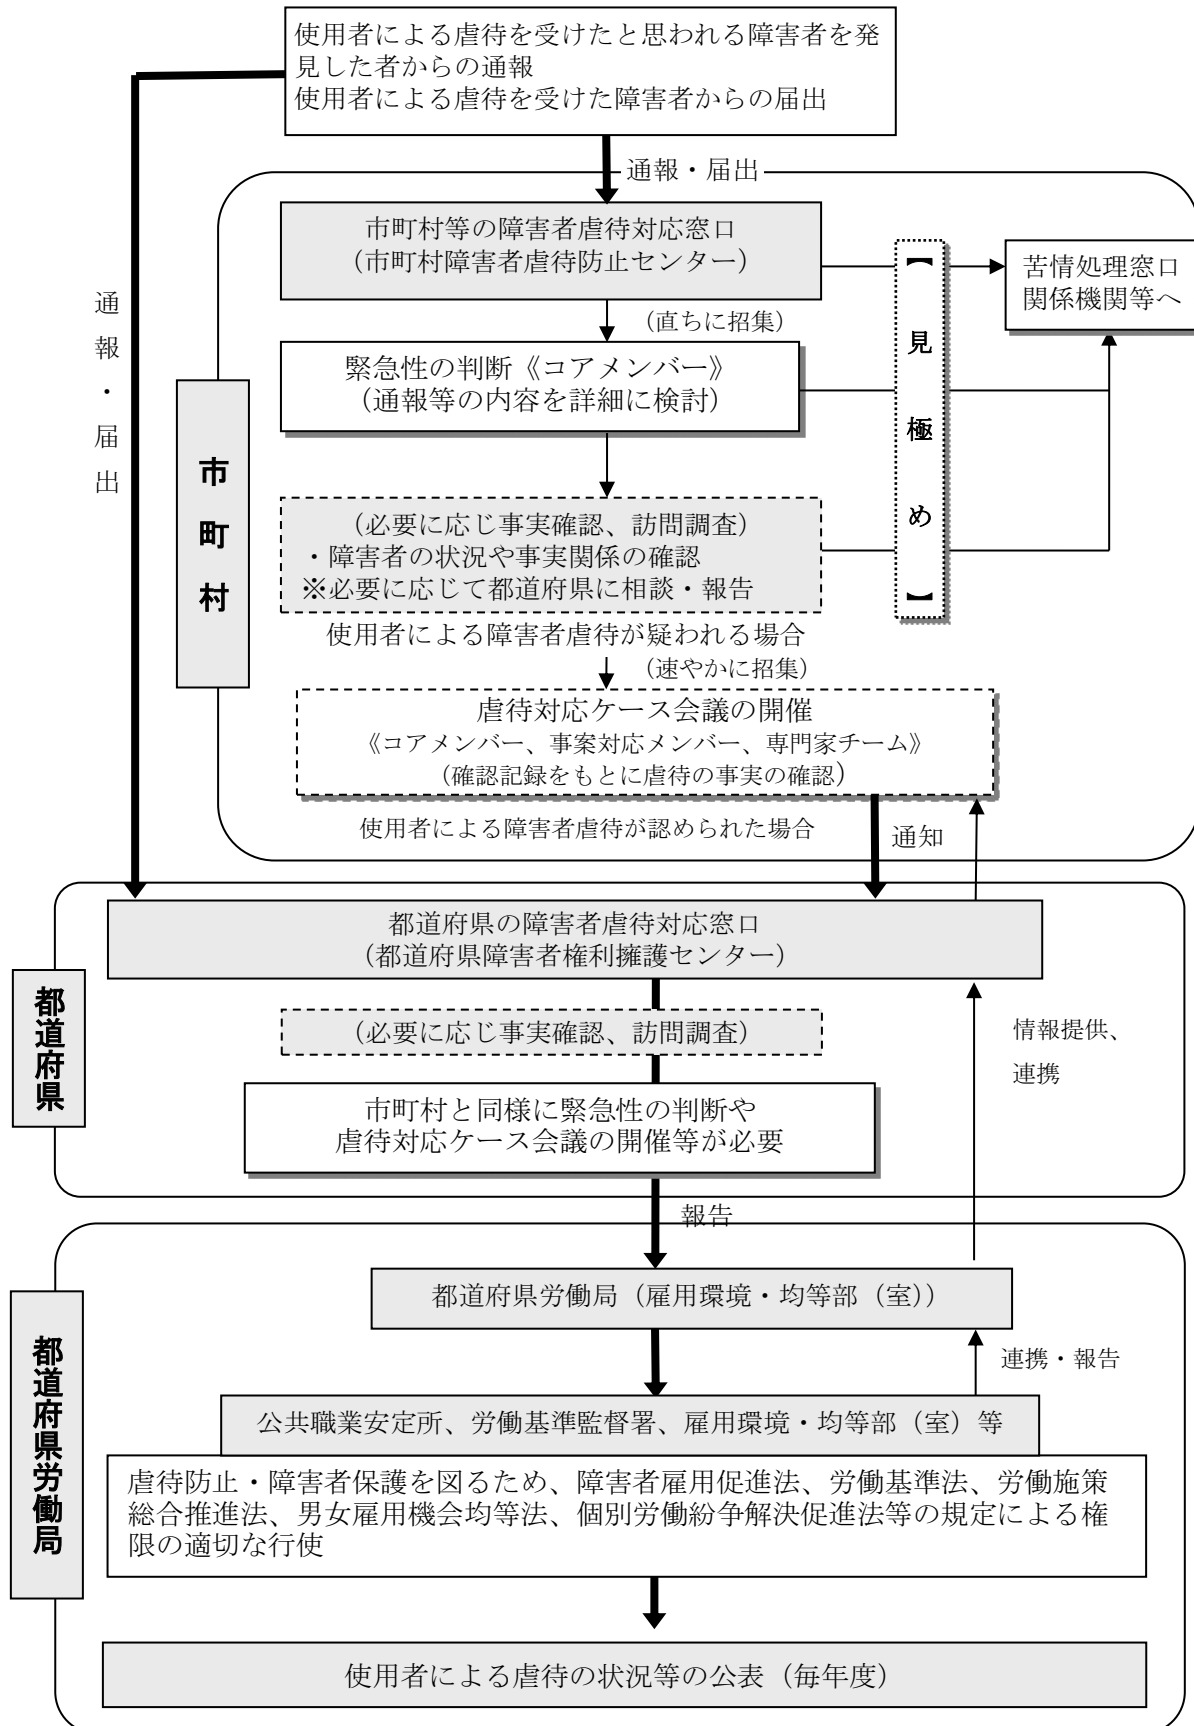 使用者による虐待を受けたと思われる障害者を発
見した者からの通報
使用者による虐待を受けた障害者からの届出
通報・届出
通報・届出
市町村
市町村等の障害者虐待対応窓口
（市町村障害者虐待防止センター）
苦情処理窓口
関係機関等へ
【見極め】
（直ちに招集）
緊急性の判断《コアメンバー》
（通報等の内容を詳細に検討）
（必要に応じ事実確認、訪問調査）
・障害者の状況や事実関係の確認
※必要に応じて都道府県に相談・報告
使用者による障害者虐待が疑われる場合
（速やかに招集）
虐待対応ケース会議の開催
《コアメンバー、事案対応メンバー、専門家チーム》
（確認記録をもとに虐待の事実の確認）
使用者による障害者虐待が認められた場合
通知
都道府県
都道府県の障害者虐待対応窓口
（都道府県障害者権利擁護センター）
（必要に応じ事実確認、訪問調査）
情報提供、
連携
市町村と同様に緊急性の判断や
虐待対応ケース会議の開催等が必要
報告
都道府県労働局
都道府県労働局（雇用環境・均等部（室））
連携・報告
公共職業安定所、労働基準監督署、雇用環境・均等部（室）等
虐待防止・障害者保護を図るため、障害者雇用促進法、労働基準法、労働施策
総合推進法、男女雇用機会均等法、個別労働紛争解決促進法等の規定による権
限の適切な行使
使用者による虐待の状況等の公表（毎年度）